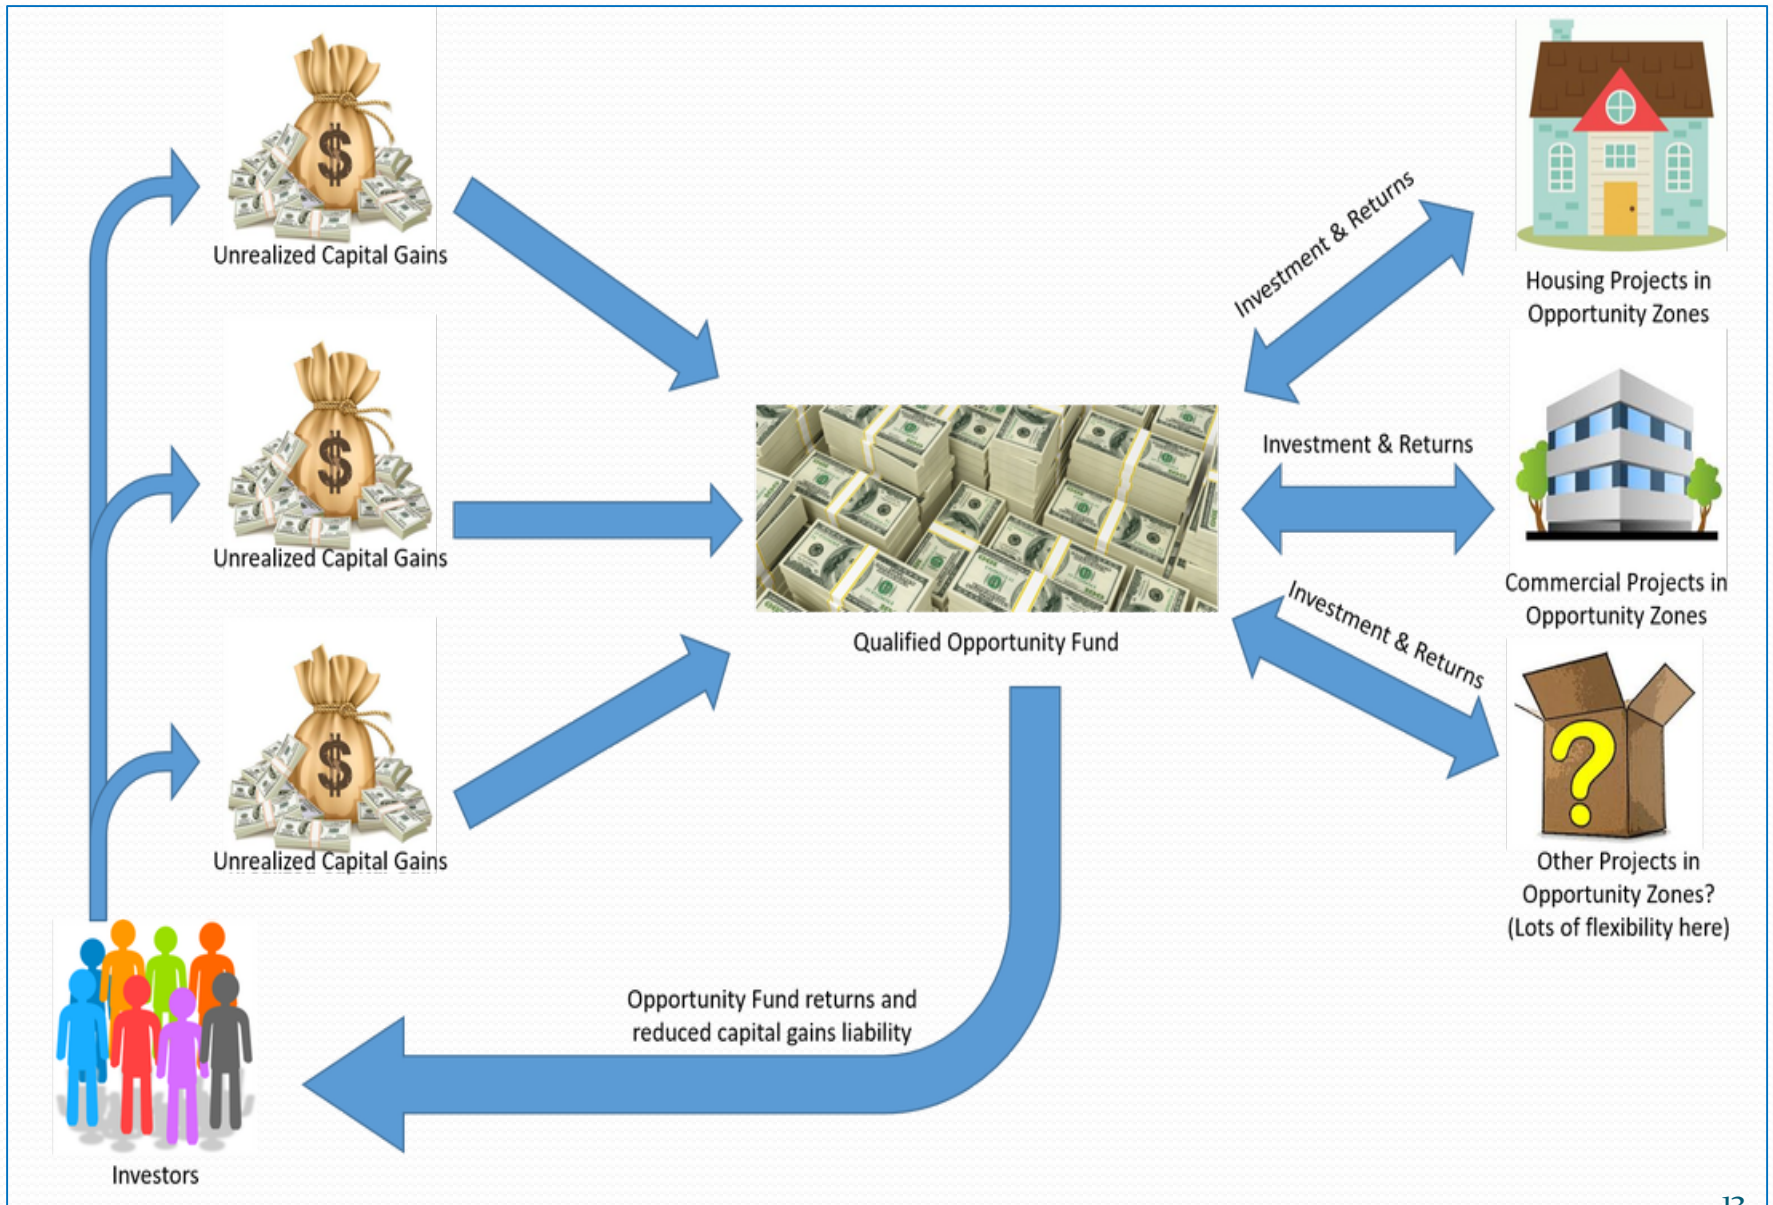 Unrealized Capital Gains
Unrealized Capital Gains
Unrealized Capital Gains
Investors
Qualified Opportunity Fund
Opportunity Fund returns and
reduced capital gains liability
Investment & Returns
Investment & Returns
Investment & Returns
Housing Projects in
Opportunity Zones
Commercial Projects in
Opportunity Zones
Other Projects in
Opportunity Zones?
(Lots of flexibility here)